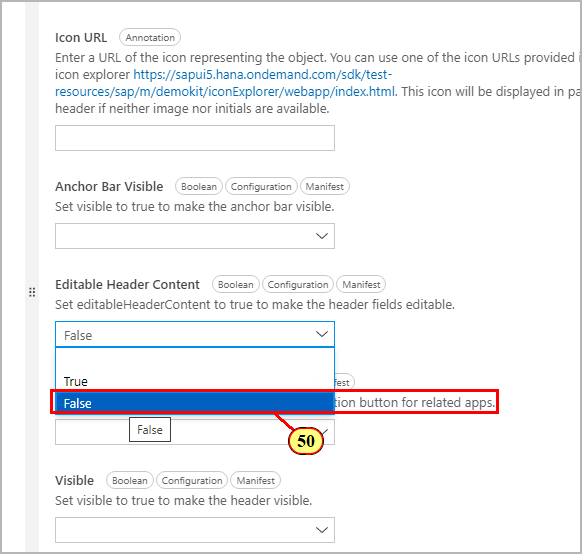 Icon URL Annotation
Enter a URL of the icon representing the object. You can use one of the icon URLs provided i
icon explorer https://sapui5.hana.ondemand.com/sdk/test-
resources/sap/m/demokit/iconExplorer/webapp/index.html. This icon will be displayed in pa
header if neither image nor initials are available.
Anchor Bar Visible Boolean Configuration Manifest
Set visible to true to make the anchor bar visible.
Editable Header Content Boolean Configuration Manifest
Set editableHeaderContent to true to make the header fields editable.
False
True
False tion button for related apps.
False
50
Visible Boolean Configuration Manifest
Set visible to true to make the header visible.